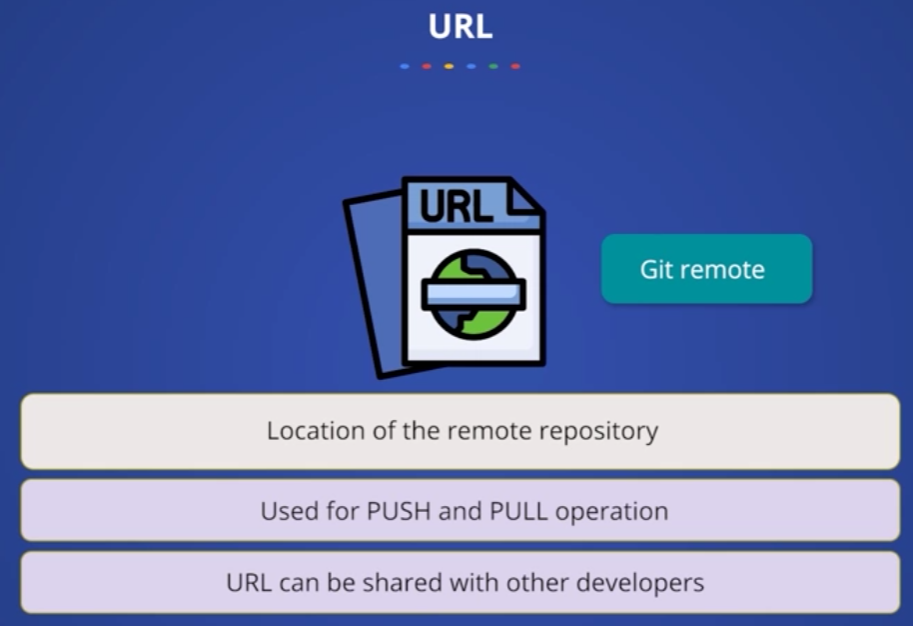 URL
URL
Git remote
Location of the remote repository
Used for PUSH and PULL operation
URL can be shared with other developers